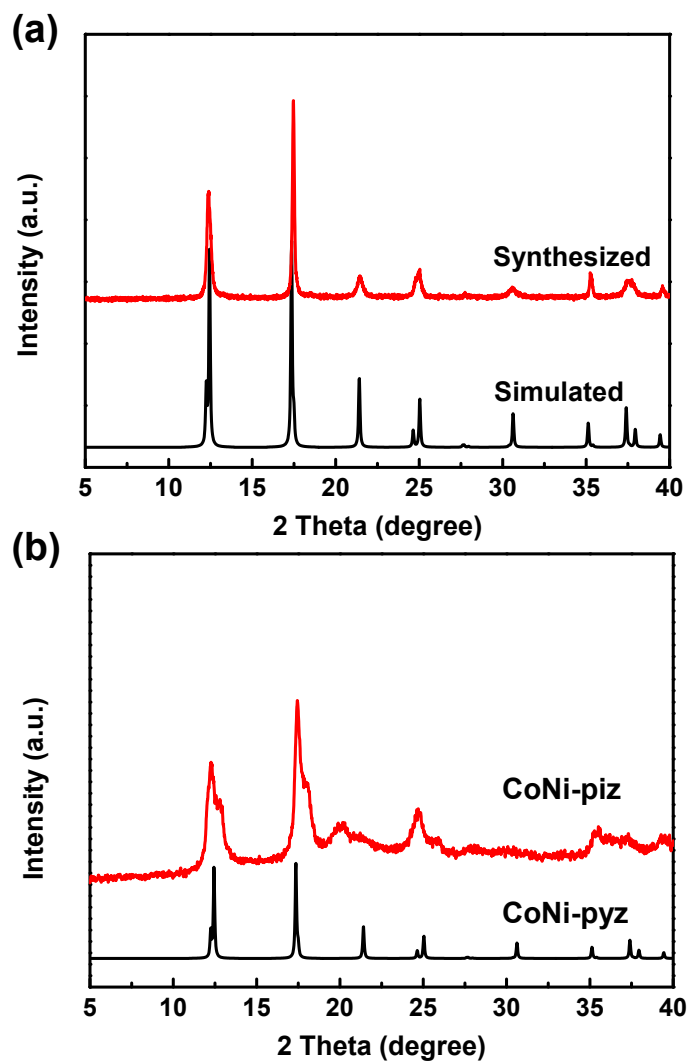 (a)
Intensity (a.u.)
Synthesized
Simulated
5 10 15 20 25 30 35 40
2 Theta (degree)
(b)
Intensity (a.u.)
CoNi-piz
CoNi-pyz
5 10 15 20 25 30 35 40
2 Theta (degree)